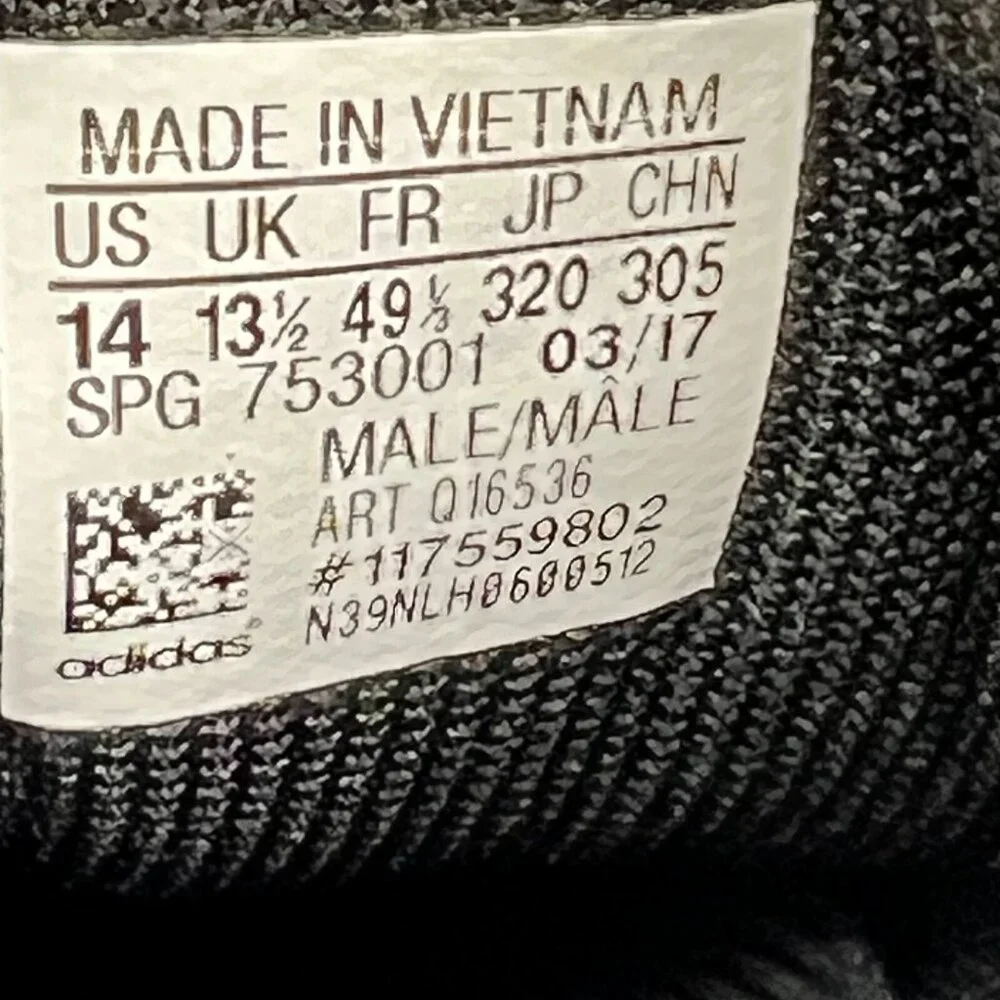 MADE IN VIETNAM
US UK FR JP CHN
14 13½ 49⅓ 320 305
SPG 753001 03/17
MALE/MÂLE
ART Q16536
#117559802
N39NLH0600512
adidas®